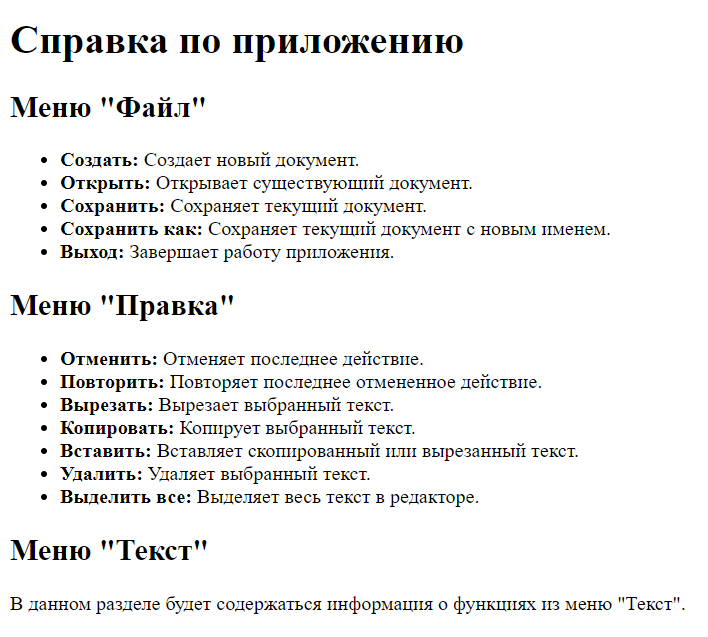 Справка по приложению
Меню "Файл"
• Создать: Создает новый документ.
• Открыть: Открывает существующий документ.
• Сохранить: Сохраняет текущий документ.
• Сохранить как: Сохраняет текущий документ с новым именем.
• Выход: Завершает работу приложения.
Меню "Правка"
• Отменить: Отменяет последнее действие.
• Повторить: Повторяет последнее отмененное действие.
• Вырезать: Вырезает выбранный текст.
• Копировать: Копирует выбранный текст.
• Вставить: Вставляет скопированный или вырезанный текст.
• Удалить: Удаляет выбранный текст.
• Выделить все: Выделяет весь текст в редакторе.
Меню "Текст"
В данном разделе будет содержаться информация о функциях из меню "Текст".